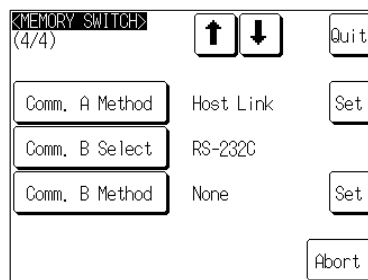 <MEMORY SWITCH>
(4/4)
Quit
Comm. A Method Host Link Set
Comm. B Select RS-232C
Comm. B Method None Set
Abort